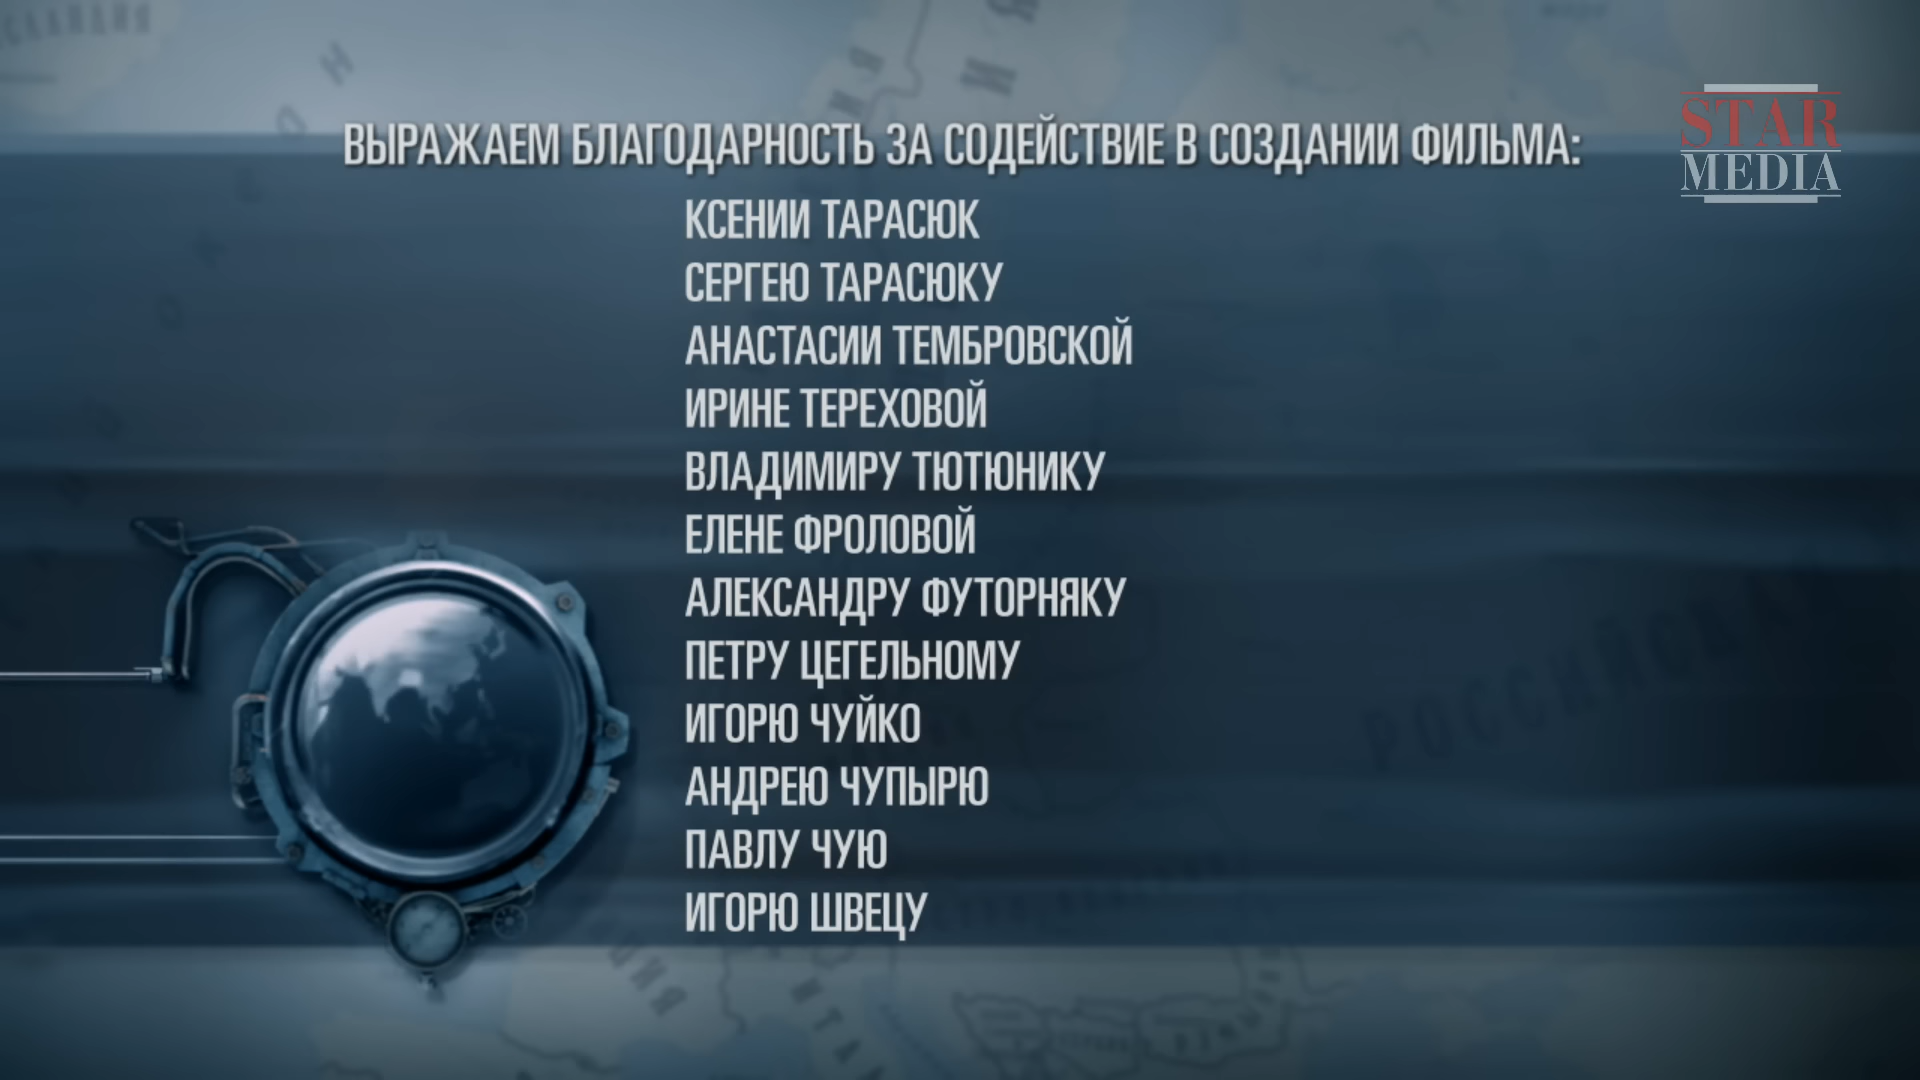 ВЫРАЖАЕМ БЛАГОДАРНОСТЬ ЗА СОДЕЙСТВИЕ В СОЗДАНИИ ФИЛЬМА:
STAR
MEDIA
КСЕНИИ ТАРАСЮК
СЕРГЕЮ ТАРАСЮКУ
АНАСТАСИИ ТЕМБРОВСКОЙ
ИРИНЕ ТЕРЕХОВОЙ
ВЛАДИМИРУ ТЮТЮНИКУ
ЕЛЕНЕ ФРОЛОВОЙ
АЛЕКСАНДРУ ФУТОРНЯКУ
ПЕТРУ ЦЕГЕЛЬНОМУ
ИГОРЮ ЧУЙКО
АНДРЕЮ ЧУПЫРЮ
ПАВЛУ ЧУЮ
ИГОРЮ ШВЕЦУ